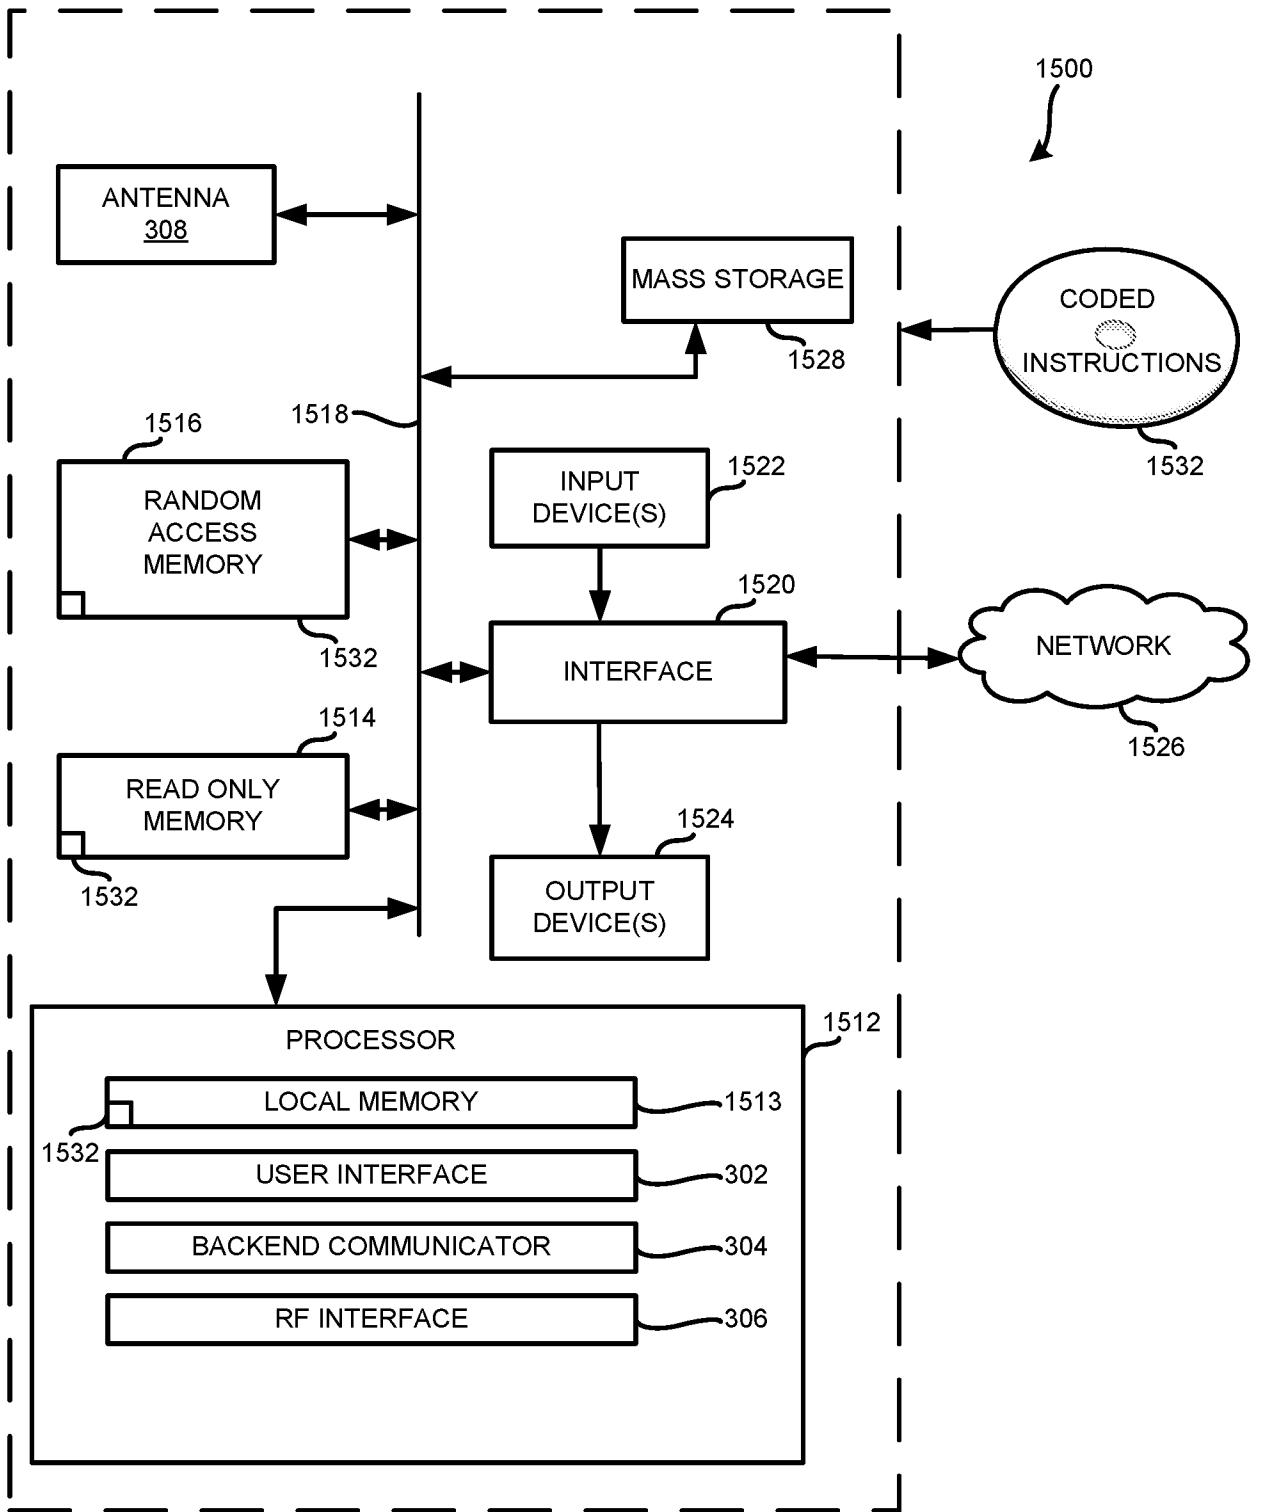 1500
ANTENNA
308
MASS STORAGE
1528
CODED
INSTRUCTIONS
1532
1518
1516
RANDOM
ACCESS
MEMORY
1532
INPUT
DEVICE(S)
1522
1520
INTERFACE
NETWORK
1526
1514
READ ONLY
MEMORY
1532
1524
OUTPUT
DEVICE(S)
PROCESSOR
1512
LOCAL MEMORY
1513
1532
USER INTERFACE
302
BACKEND COMMUNICATOR
304
RF INTERFACE
306